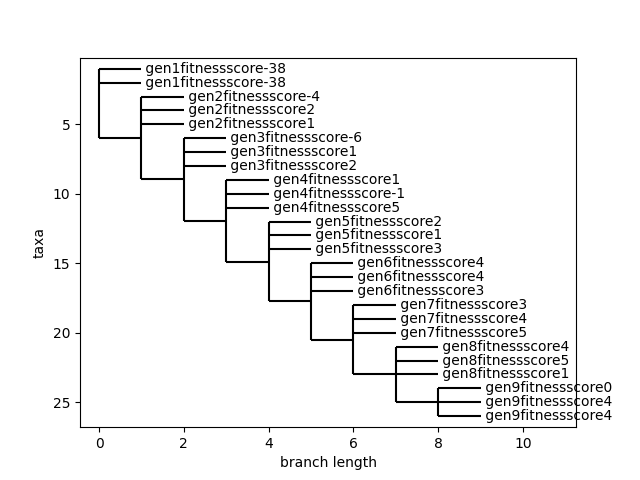 gen1fitnessscore-38
gen1fitnessscore-38
gen2fitnessscore-4
gen2fitnessscore2
gen2fitnessscore1
gen3fitnessscore-6
gen3fitnessscore1
gen3fitnessscore2
gen4fitnessscore1
gen4fitnessscore-1
gen4fitnessscore5
gen5fitnessscore2
gen5fitnessscore1
gen5fitnessscore3
gen6fitnessscore4
gen6fitnessscore4
gen6fitnessscore3
gen7fitnessscore3
gen7fitnessscore4
gen7fitnessscore5
gen8fitnessscore4
gen8fitnessscore5
gen8fitnessscore1
gen9fitnessscore0
gen9fitnessscore4
gen9fitnessscore4
5
10
15
20
25
taxa
0 2 4 6 8 10
branch length